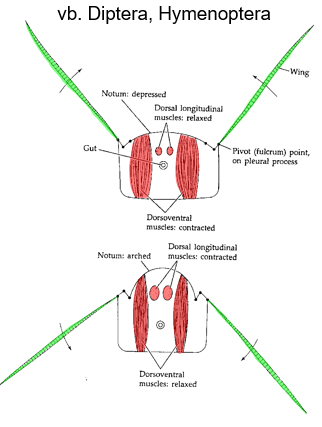 vb. Diptera, Hymenoptera
Wing
Notum: depressed
Dorsal longitudinal
muscles: relaxed
Gut
Pivot (fulcrum) point,
on pleural process
Dorsoventral
muscles: contracted
Notum: arched
Dorsal longitudinal
muscles: contracted
Dorsoventral
muscles: relaxed